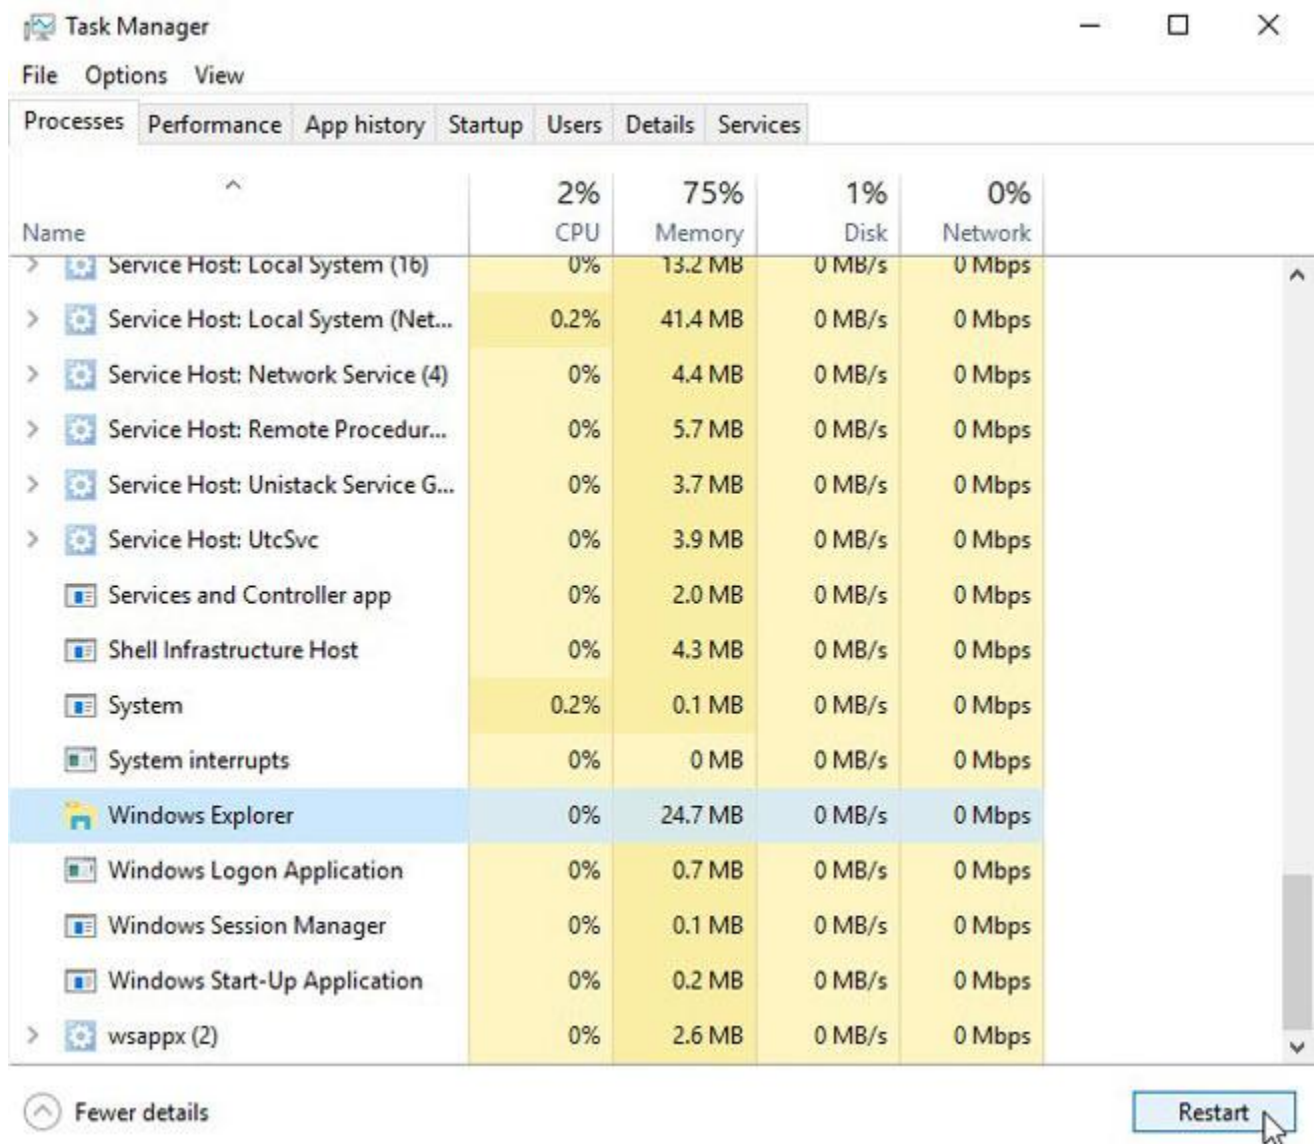 Task Manager
File Options View
Processes Performance App history Startup Users Details Services
2% 75% 1% 0%
Name CPU Memory Disk Network
Service Host: Local System (16) 0% 13.2 MB 0 MB/s 0 Mbps
Service Host: Local System (Net... 0.2% 41.4 MB 0 MB/s 0 Mbps
Service Host: Network Service (4) 0% 4.4 MB 0 MB/s 0 Mbps
Service Host: Remote Procedur... 0% 5.7 MB 0 MB/s 0 Mbps
Service Host: Unistack Service G... 0% 3.7 MB 0 MB/s 0 Mbps
Service Host: UtcSvc 0% 3.9 MB 0 MB/s 0 Mbps
Services and Controller app 0% 2.0 MB 0 MB/s 0 Mbps
Shell Infrastructure Host 0% 4.3 MB 0 MB/s 0 Mbps
System 0.2% 0.1 MB 0 MB/s 0 Mbps
System interrupts 0% 0 MB 0 MB/s 0 Mbps
Windows Explorer 0% 24.7 MB 0 MB/s 0 Mbps
Windows Logon Application 0% 0.7 MB 0 MB/s 0 Mbps
Windows Session Manager 0% 0.1 MB 0 MB/s 0 Mbps
Windows Start-Up Application 0% 0.2 MB 0 MB/s 0 Mbps
wsappx (2) 0% 2.6 MB 0 MB/s 0 Mbps
Fewer details Restart